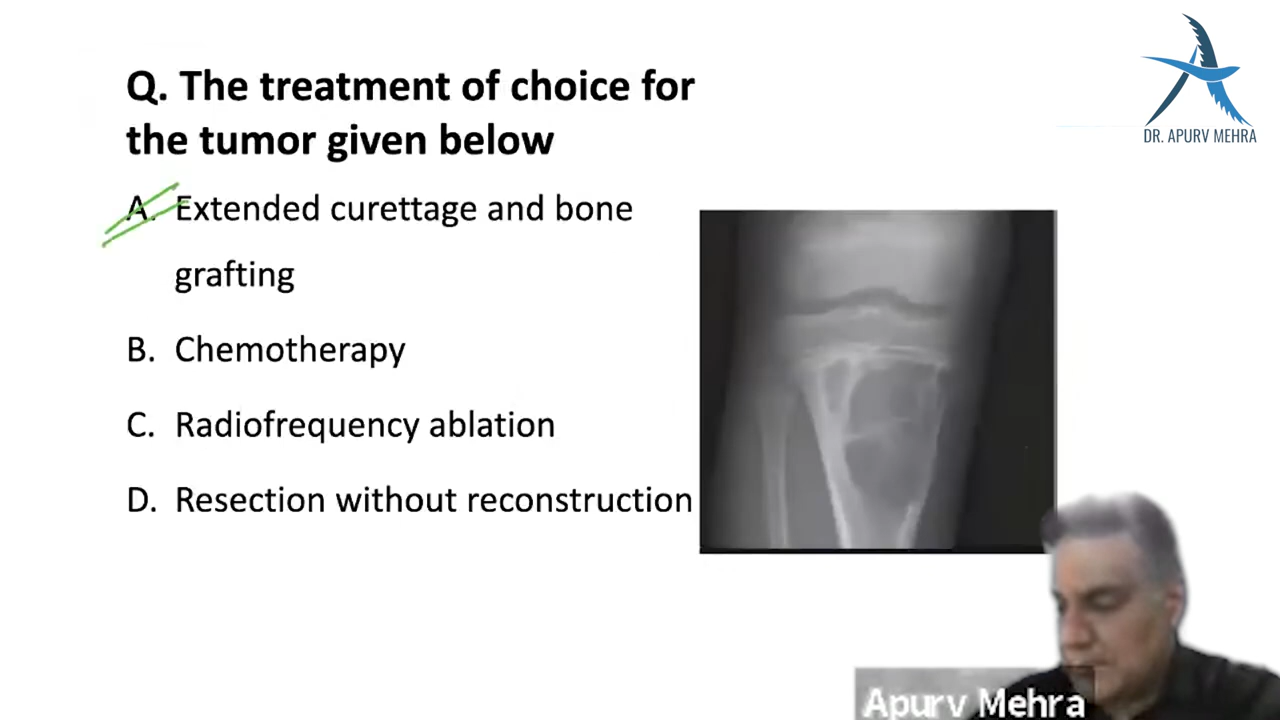 Q. The treatment of choice for
the tumor given below
A. Extended curettage and bone
grafting
B. Chemotherapy
C. Radiofrequency ablation
D. Resection without reconstruction
DR. APURV MEHRA
Apurv Mehra